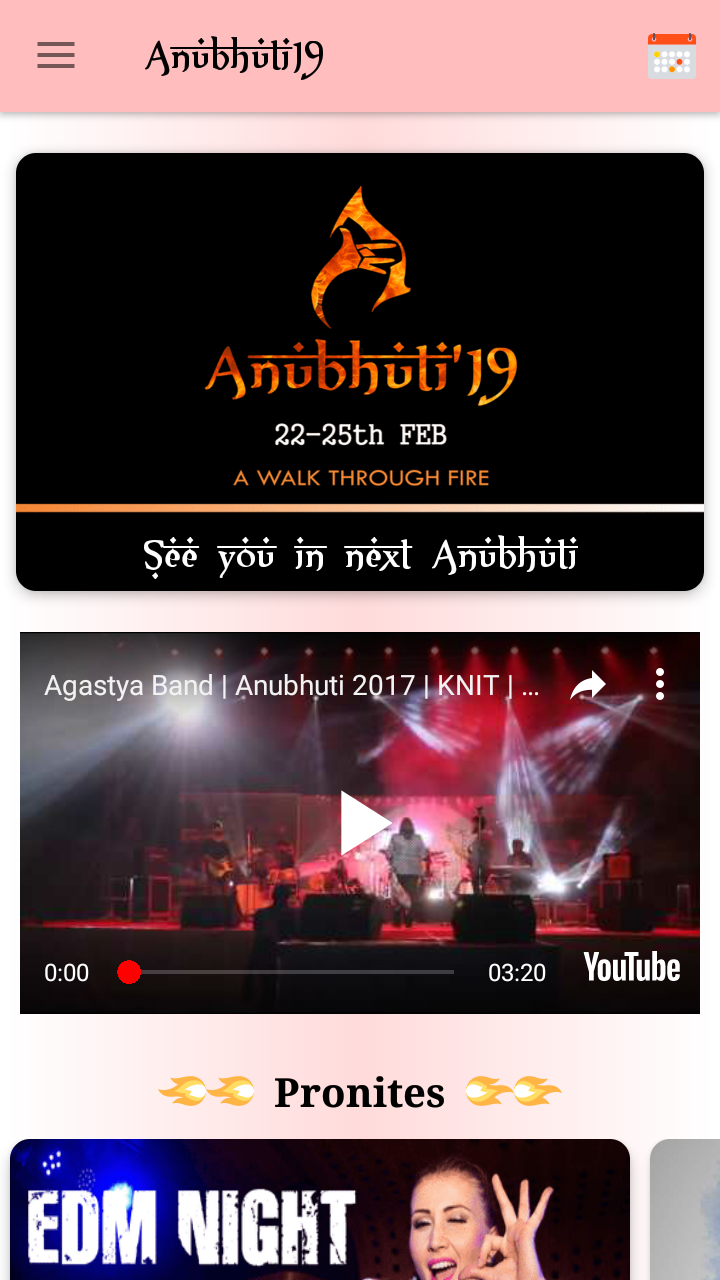 Anubhuti19
Anubhuti'19
22-25th FEB
A WALK THROUGH FIRE
See you in next Anubhuti
Agastya Band | Anubhuti 2017 | KNIT | ...
0:00
03:20
YouTube
Pronites
EDM NIGHT